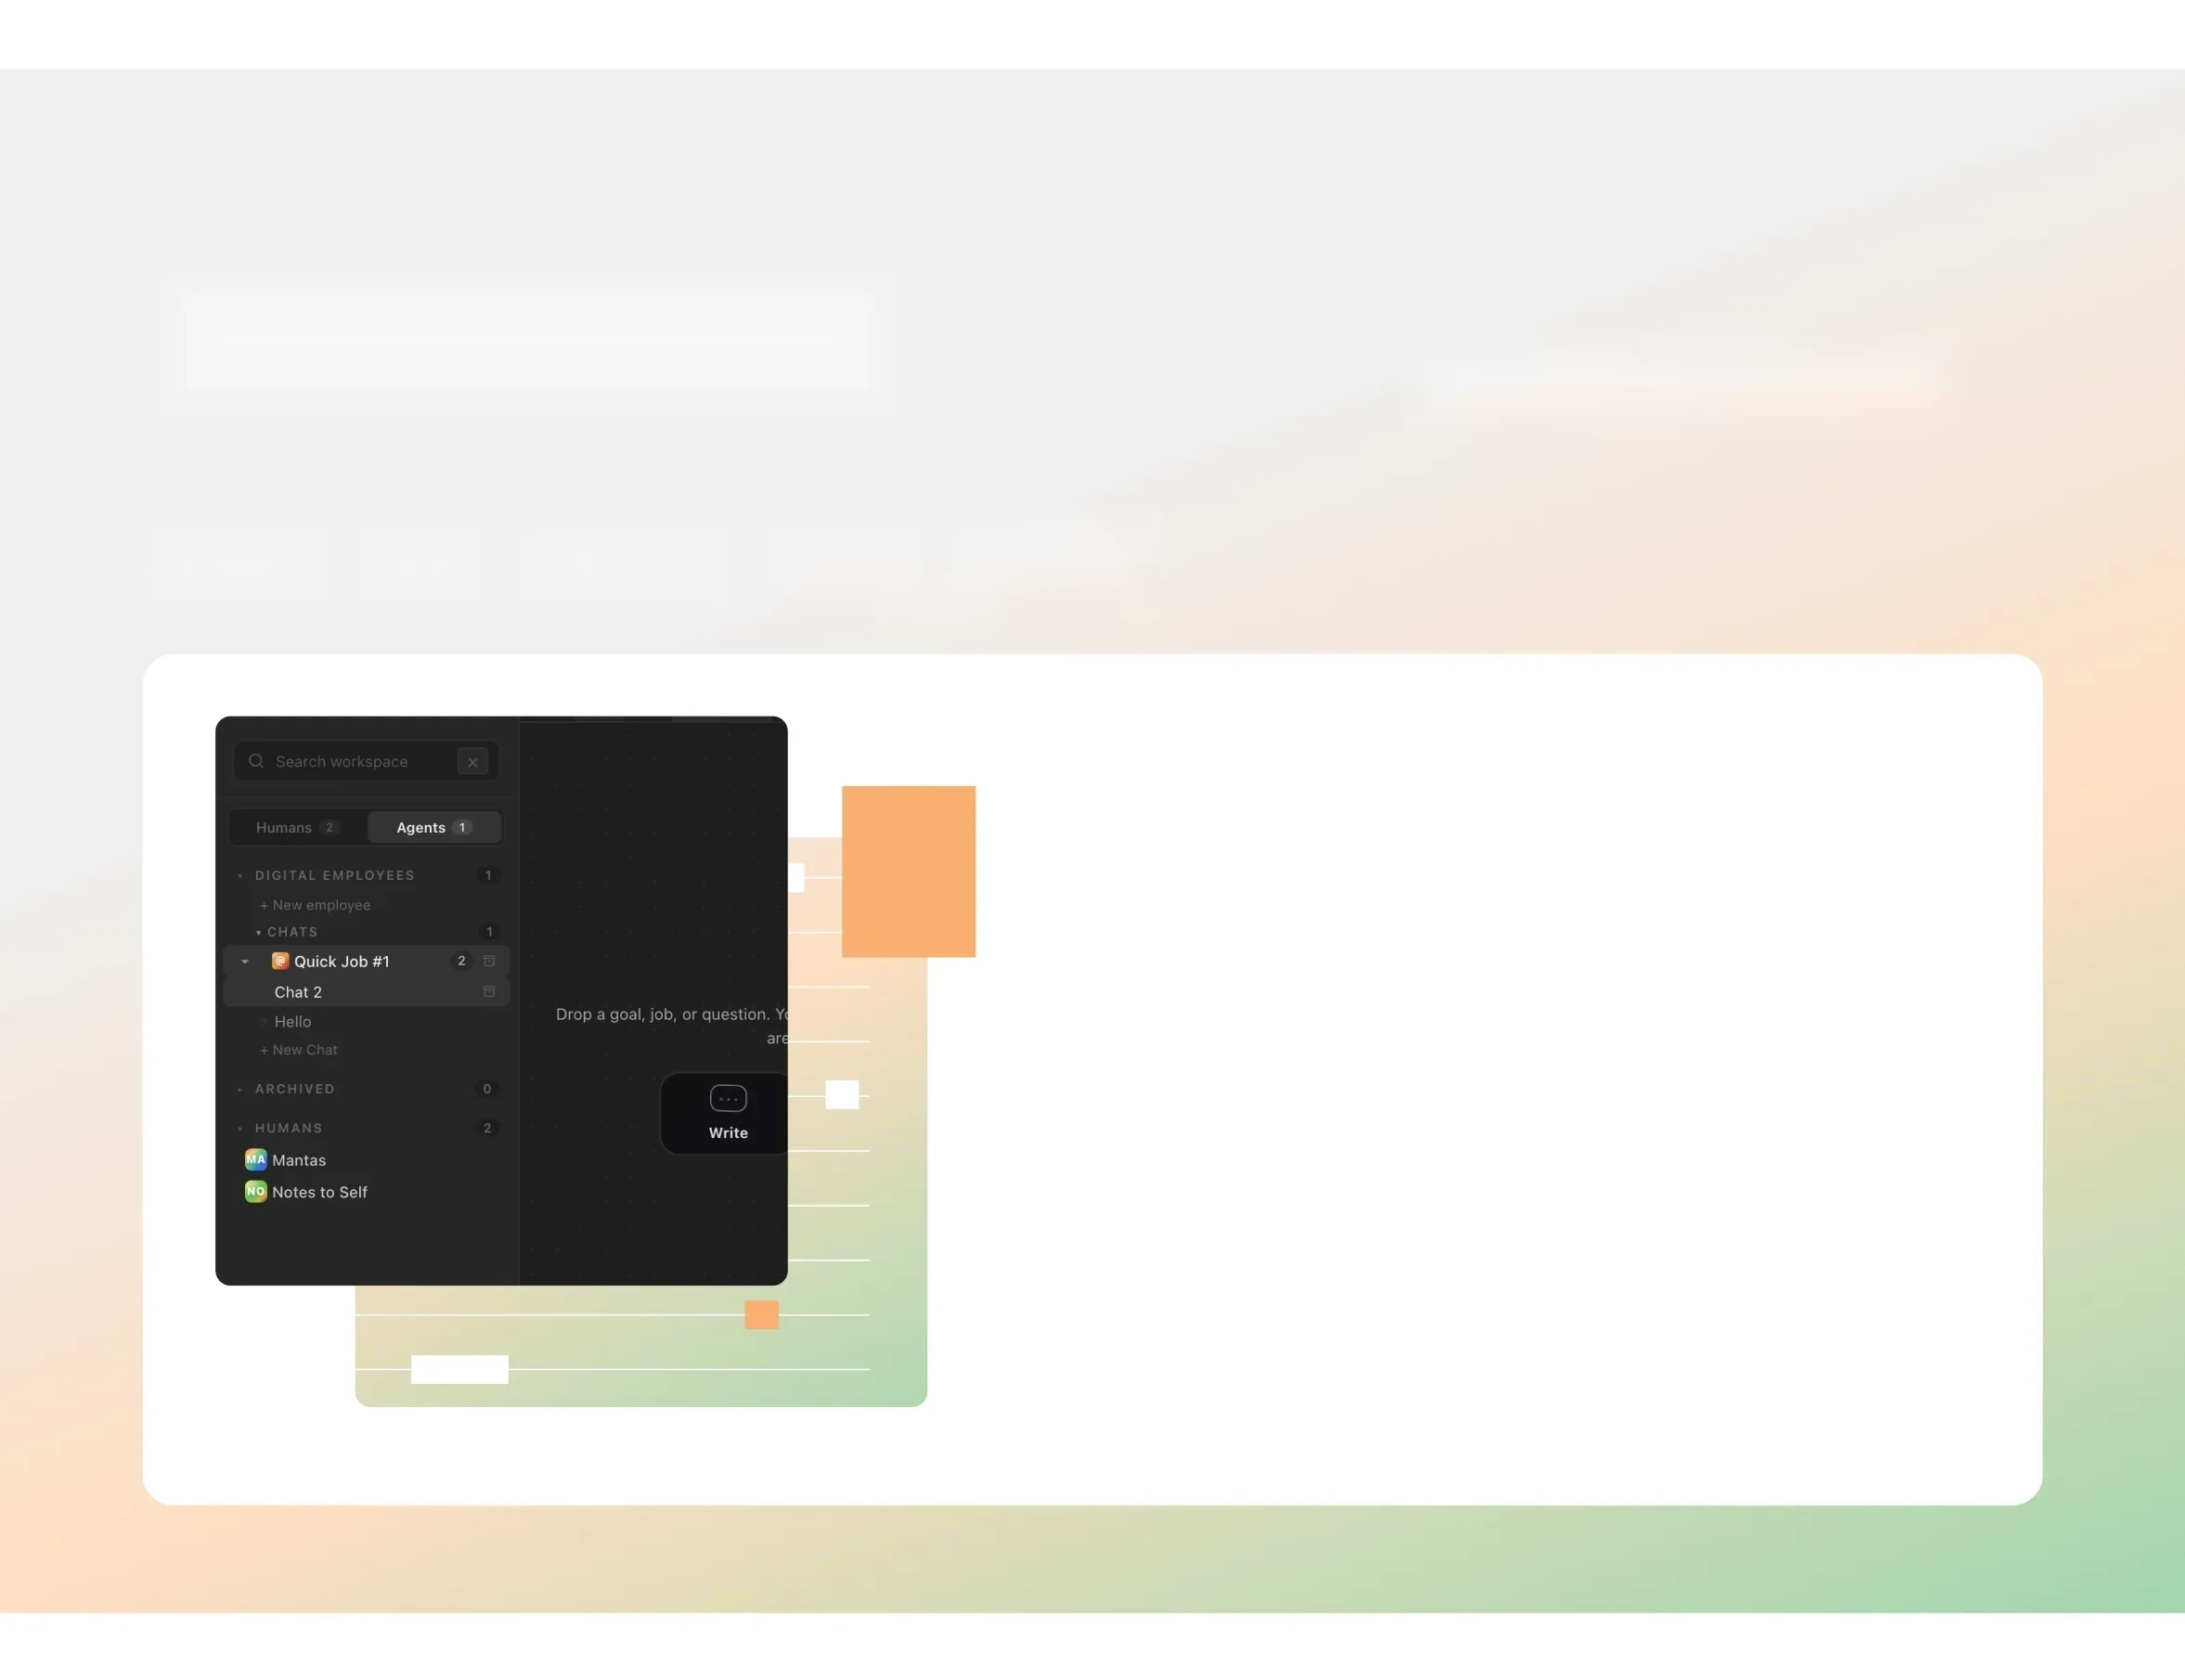 Search workspace
Humans 2 Agents 1
DIGITAL EMPLOYEES 1
+ New employee
CHATS 1
Quick Job #1 2
Chat 2
Hello
+ New Chat
ARCHIVED 0
HUMANS 2
MA Mantas
NO Notes to Self
Drop a goal, job, or question.
are
Write